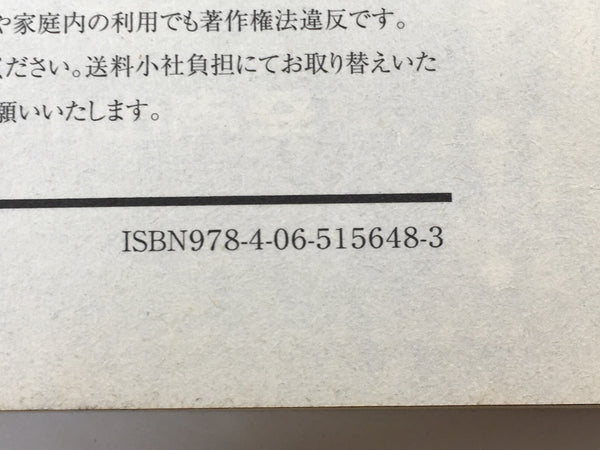 や家庭内の利用でも著作権法違反です。
ください。送料小社負担にてお取り替えいた
願いいたします。
ISBN978-4-06-515648-3